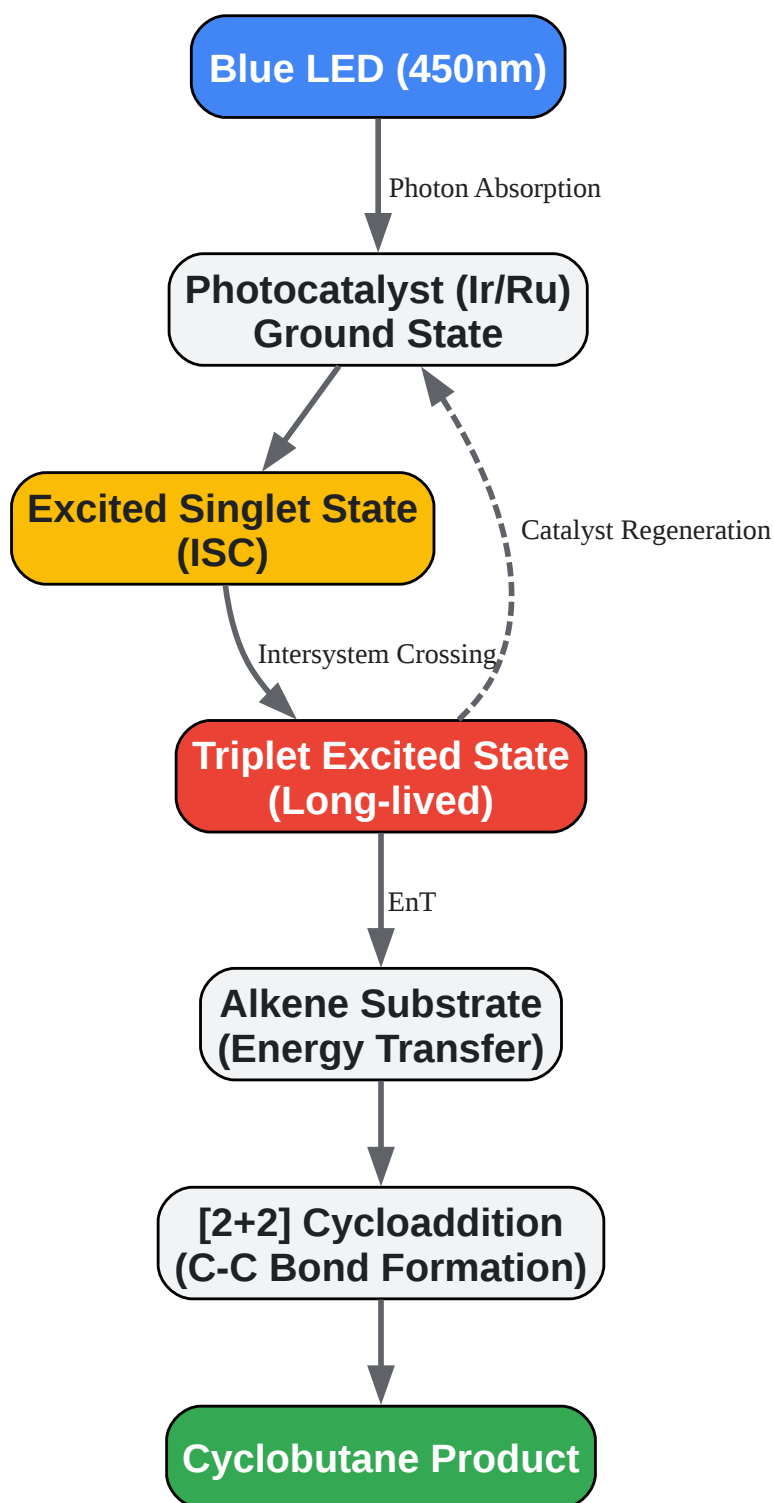 Blue LED (450nm)
Photon Absorption
Photocatalyst (Ir/Ru)
Ground State
Excited Singlet State
(ISC)
Catalyst Regeneration
Intersystem Crossing
Triplet Excited State
(Long-lived)
EnT
Alkene Substrate
(Energy Transfer)
[2+2] Cycloaddition
(C-C Bond Formation)
Cyclobutane Product